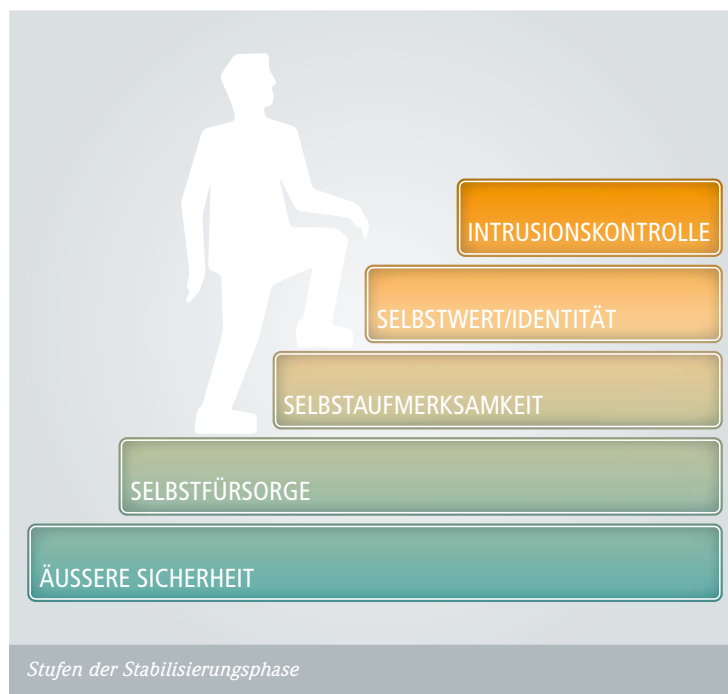 INTRUSIONSKONTROLLE
SELBSTWERT/IDENTITÄT
SELBSTAUFMERKSAMKEIT
SELBSTFÜRSORGE
ÄUSSERE SICHERHEIT
Stufen der Stabilisierungsphase